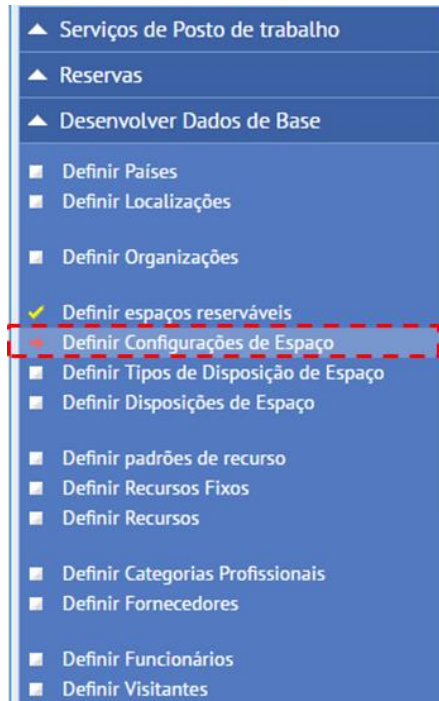 Serviços de Posto de trabalho
Reservas
Desenvolver Dados de Base
Definir Países
Definir Localizações
Definir Organizações
Definir espaços reserváveis
Definir Configurações de Espaço
Definir Tipos de Disposição de Espaço
Definir Disposições de Espaço
Definir padrões de recurso
Definir Recursos Fixos
Definir Recursos
Definir Categorias Profissionais
Definir Fornecedores
Definir Funcionários
Definir Visitantes